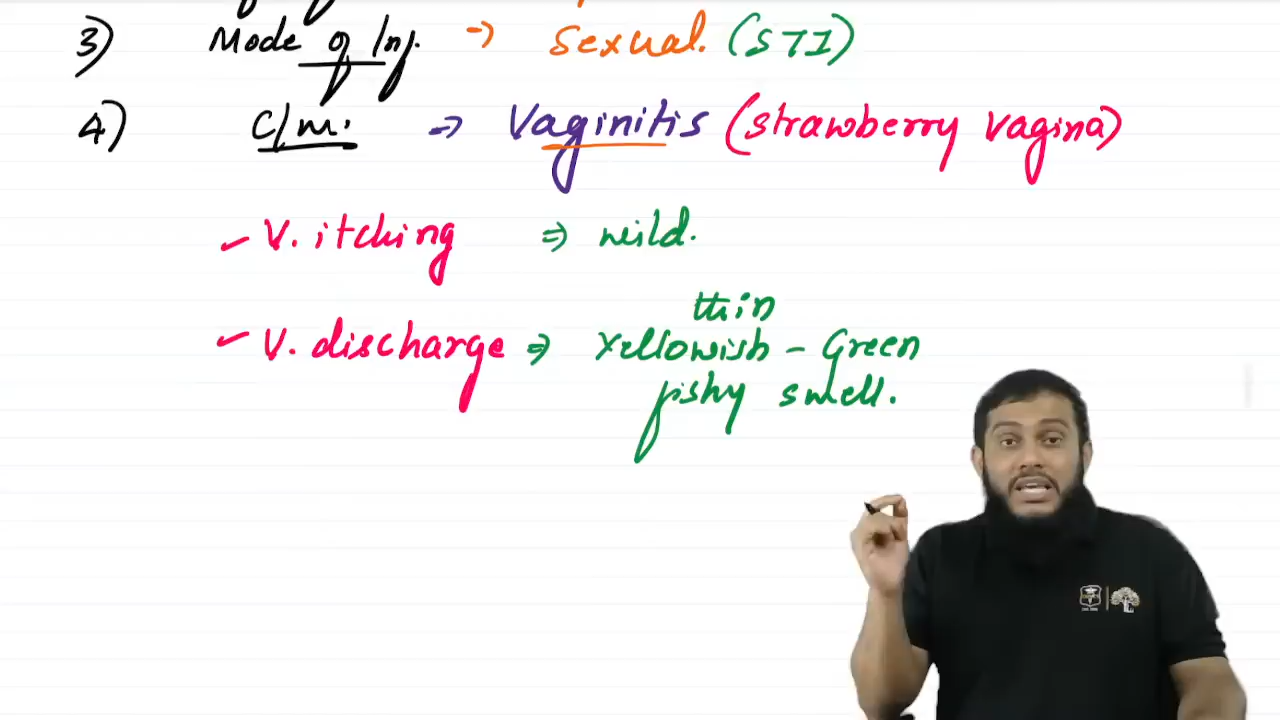 3) Mode of Inf. → Sexual. (STI)
4) C/m. ⇒ Vaginitis (strawberry vagina)
✓ V. itching ⇒ mild.
thin
✓ V. discharge ⇒ Yellowish - Green
fishy smell.